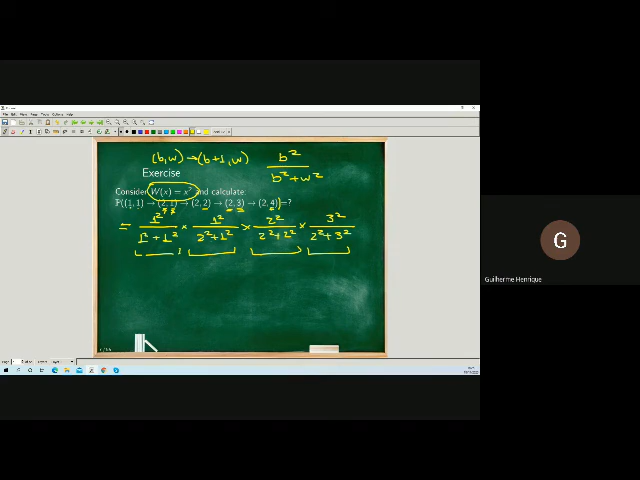 (b,w) → (b+1,w) b² / b²+w²
Exercise
Consider W(x) = x² and calculate:
P((1,1) → (2,1) → (2,2) → (2,3) → (2,4))=?
= 1² / 1²+1² × 1² / 2²+1² × 2² / 2²+2² × 3² / 2²+3²
G
Guilherme Henrique